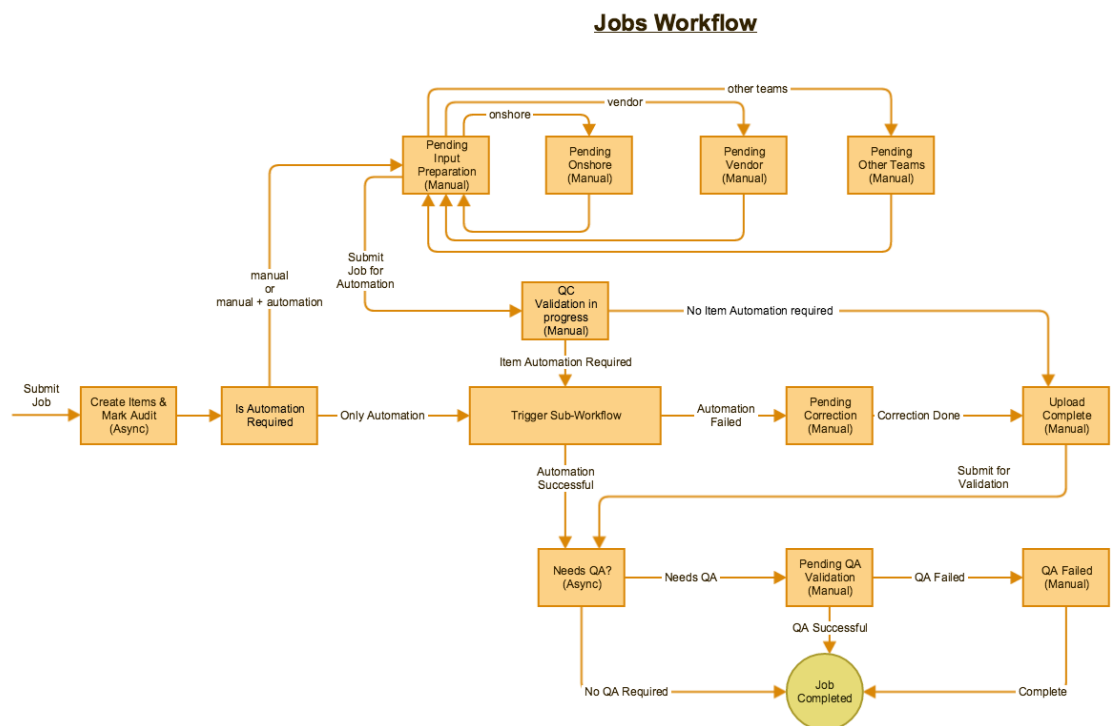 Jobs Workflow
other teams
vendor
onshore
Pending
Input
Preparation
(Manual)
Pending
Onshore
(Manual)
Pending
Vendor
(Manual)
Pending
Other Teams
(Manual)
Submit
Job for
Automation
manual
or
manual + automation
QC
Validation in
progress
(Manual)
No Item Automation required
Item Automation Required
Submit
Job
Create Items &
Mark Audit
(Async)
Is Automation
Required
Only Automation
Trigger Sub-Workflow
Automation
Failed
Pending
Correction
(Manual)
Correction Done
Upload
Complete
(Manual)
Automation
Successful
Submit for
Validation
Needs QA?
(Async)
Needs QA
Pending QA
Validation
(Manual)
QA Failed
QA Failed
(Manual)
QA Successful
No QA Required
Job
Completed
Complete